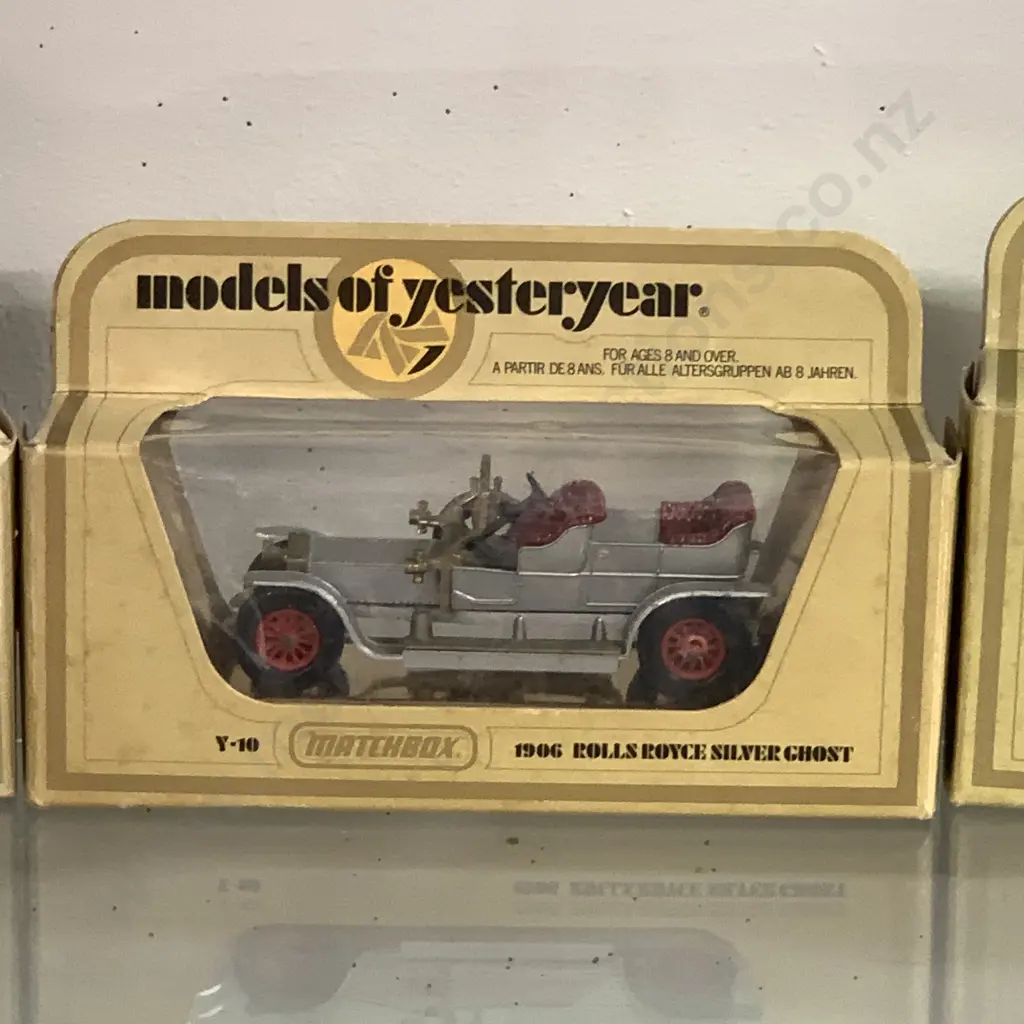 models of yesteryear®
FOR AGES 8 AND OVER.
A PARTIR DE 8 ANS. FÜR ALLE ALTERSGRUPPEN AB 8 JAHREN.
Y-10 MATCHBOX 1906 ROLLS ROYCE SILVER GHOST